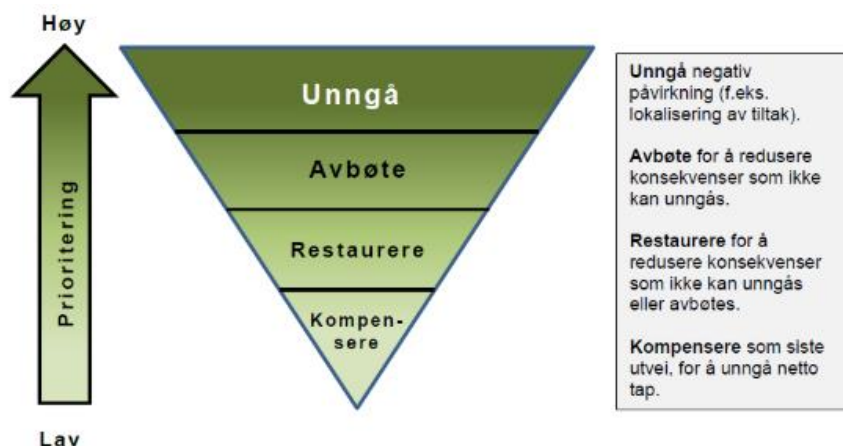 Høy
Prioritering
Lav
Unngå
Avbøte
Restaurere
Kompen-
sere
Unngå negativ
påvirkning (f.eks.
lokalisering av tiltak).
Avbøte for å redusere
konsekvenser som ikke
kan unngås.
Restaurere for å
redusere konsekvenser
som ikke kan unngås
eller avbøtes.
Kompensere som siste
utvei, for å unngå netto
tap.